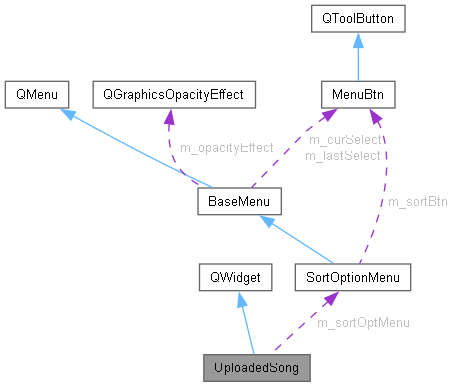 QToolButton
QMenu
QGraphicsOpacityEffect
MenuBtn
m_opacityEffect
m_curSelect
m_lastSelect
BaseMenu
m_sortBtn
QWidget
SortOptionMenu
m_sortOptMenu
UploadedSong